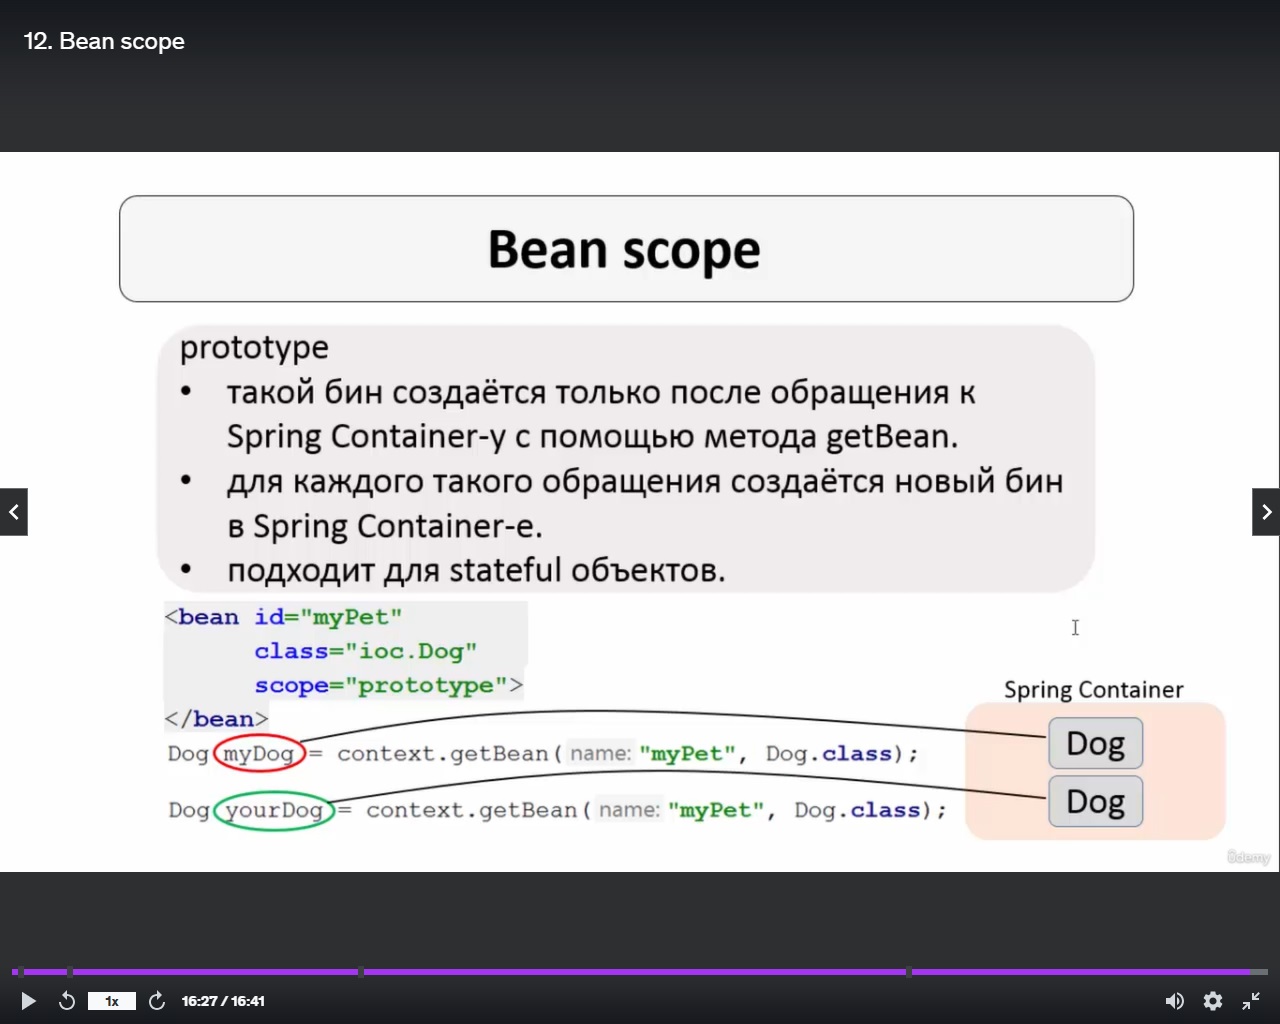 12. Bean scope
Bean scope
prototype
• такой бин создаётся только после обращения к
Spring Container-у с помощью метода getBean.
• для каждого такого обращения создаётся новый бин
в Spring Container-е.
• подходит для stateful объектов.
<bean id="myPet"
class="ioc.Dog"
scope="prototype">
</bean>
Spring Container
Dog myDog = context.getBean( name: "myPet", Dog.class);
Dog
Dog yourDog = context.getBean( name: "myPet", Dog.class);
Dog
ûdemy
1x
16:27 / 16:41